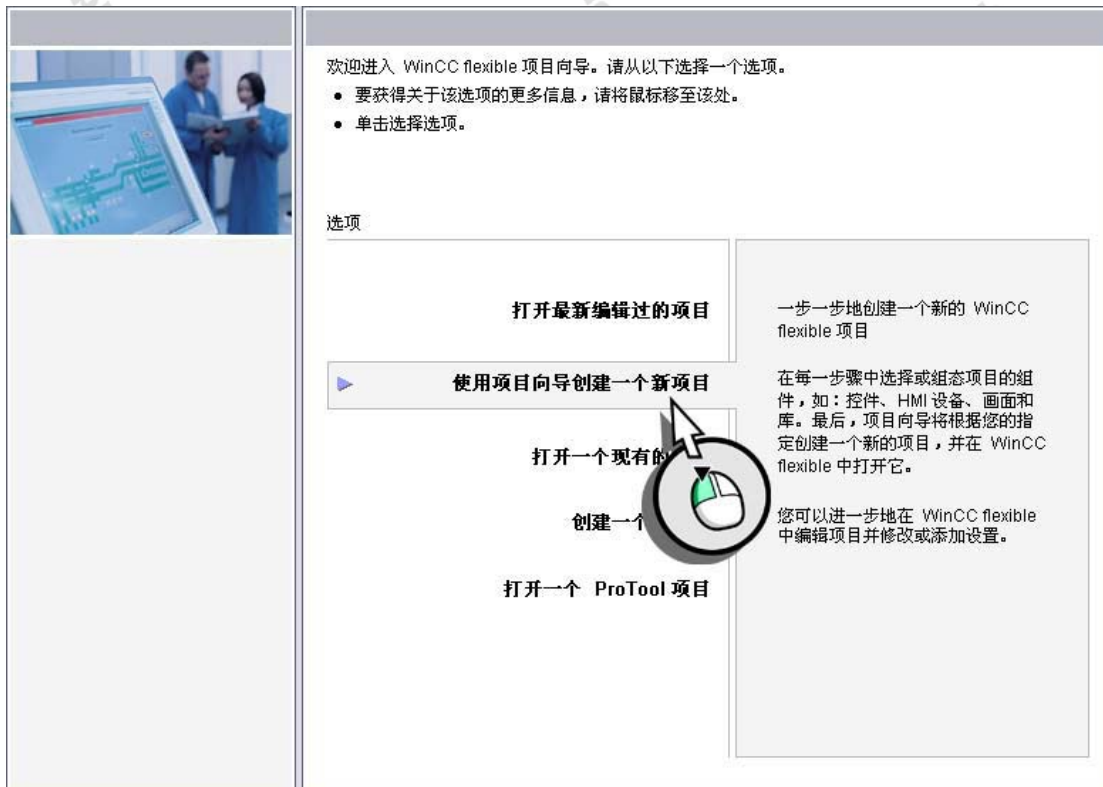 欢迎进入 WinCC flexible 项目向导。请从以下选择一个选项。
• 要获得关于该选项的更多信息，请将鼠标移至该处。
• 单击选择选项。
选项
打开最新编辑过的项目
使用项目向导创建一个新项目
打开一个现有的
创建一个
打开一个 ProTool 项目
一步一步地创建一个新的 WinCC
flexible 项目
在每一步骤中选择或组态项目的组
件，如：控件、HMI 设备、画面和
库。最后，项目向导将根据您的指
定创建一个新的项目，并在 WinCC
flexible 中打开它。
您可以进一步地在 WinCC flexible
中编辑项目并修改或添加设置。